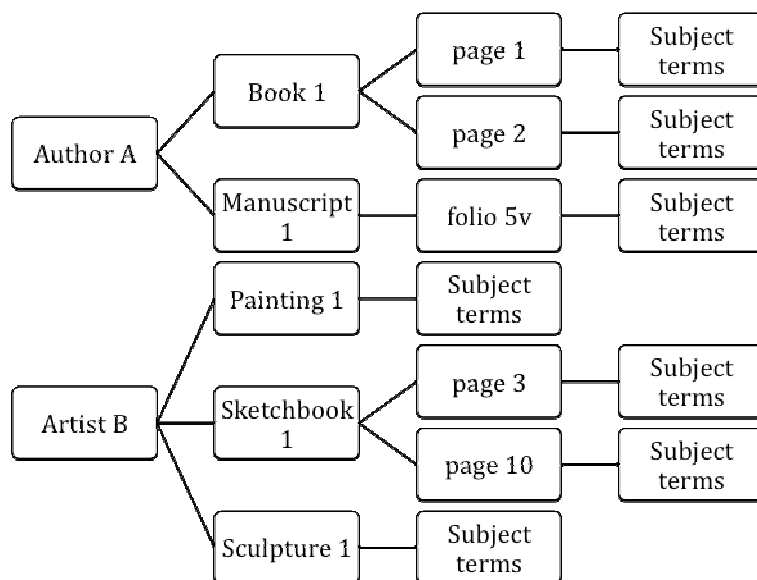 Author A
Book 1
page 1
Subject
terms
page 2
Subject
terms
Manuscript
1
folio 5v
Subject
terms
Artist B
Painting 1
Subject
terms
Sketchbook
1
page 3
Subject
terms
page 10
Subject
terms
Sculpture 1
Subject
terms